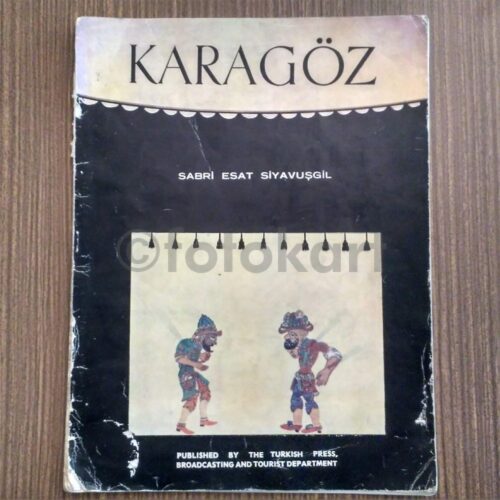 KARAGÖZ
SABRİ ESAT SİYAVUŞGİL
©fotokart
PUBLISHED BY THE TURKISH PRESS,
BROADCASTING AND TOURIST DEPARTMENT